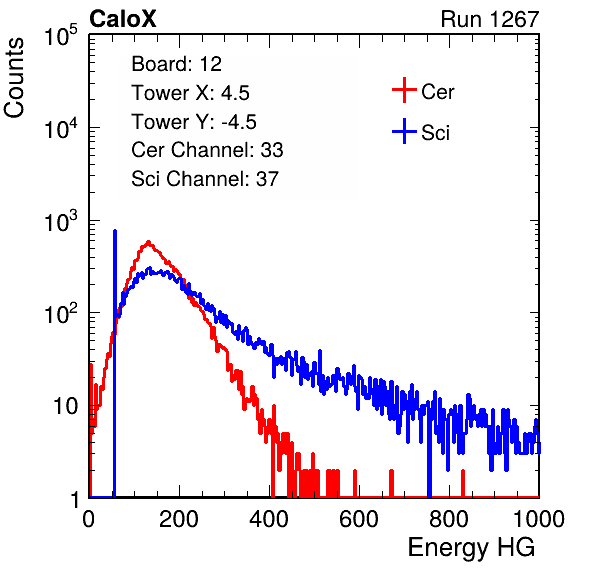 CaloX Run 1267
Counts
Board: 12
Tower X: 4.5
Tower Y: -4.5
Cer Channel: 33
Sci Channel: 37
Cer
Sci
10^5
10^4
10^3
10^2
10
1
0 200 400 600 800 1000
Energy HG